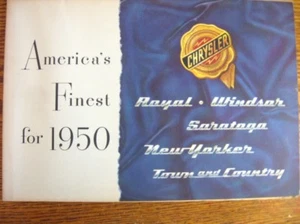 America's
Finest
for 1950
CHRYSLER
Royal • Windsor
Saratoga
New Yorker
Town and Country